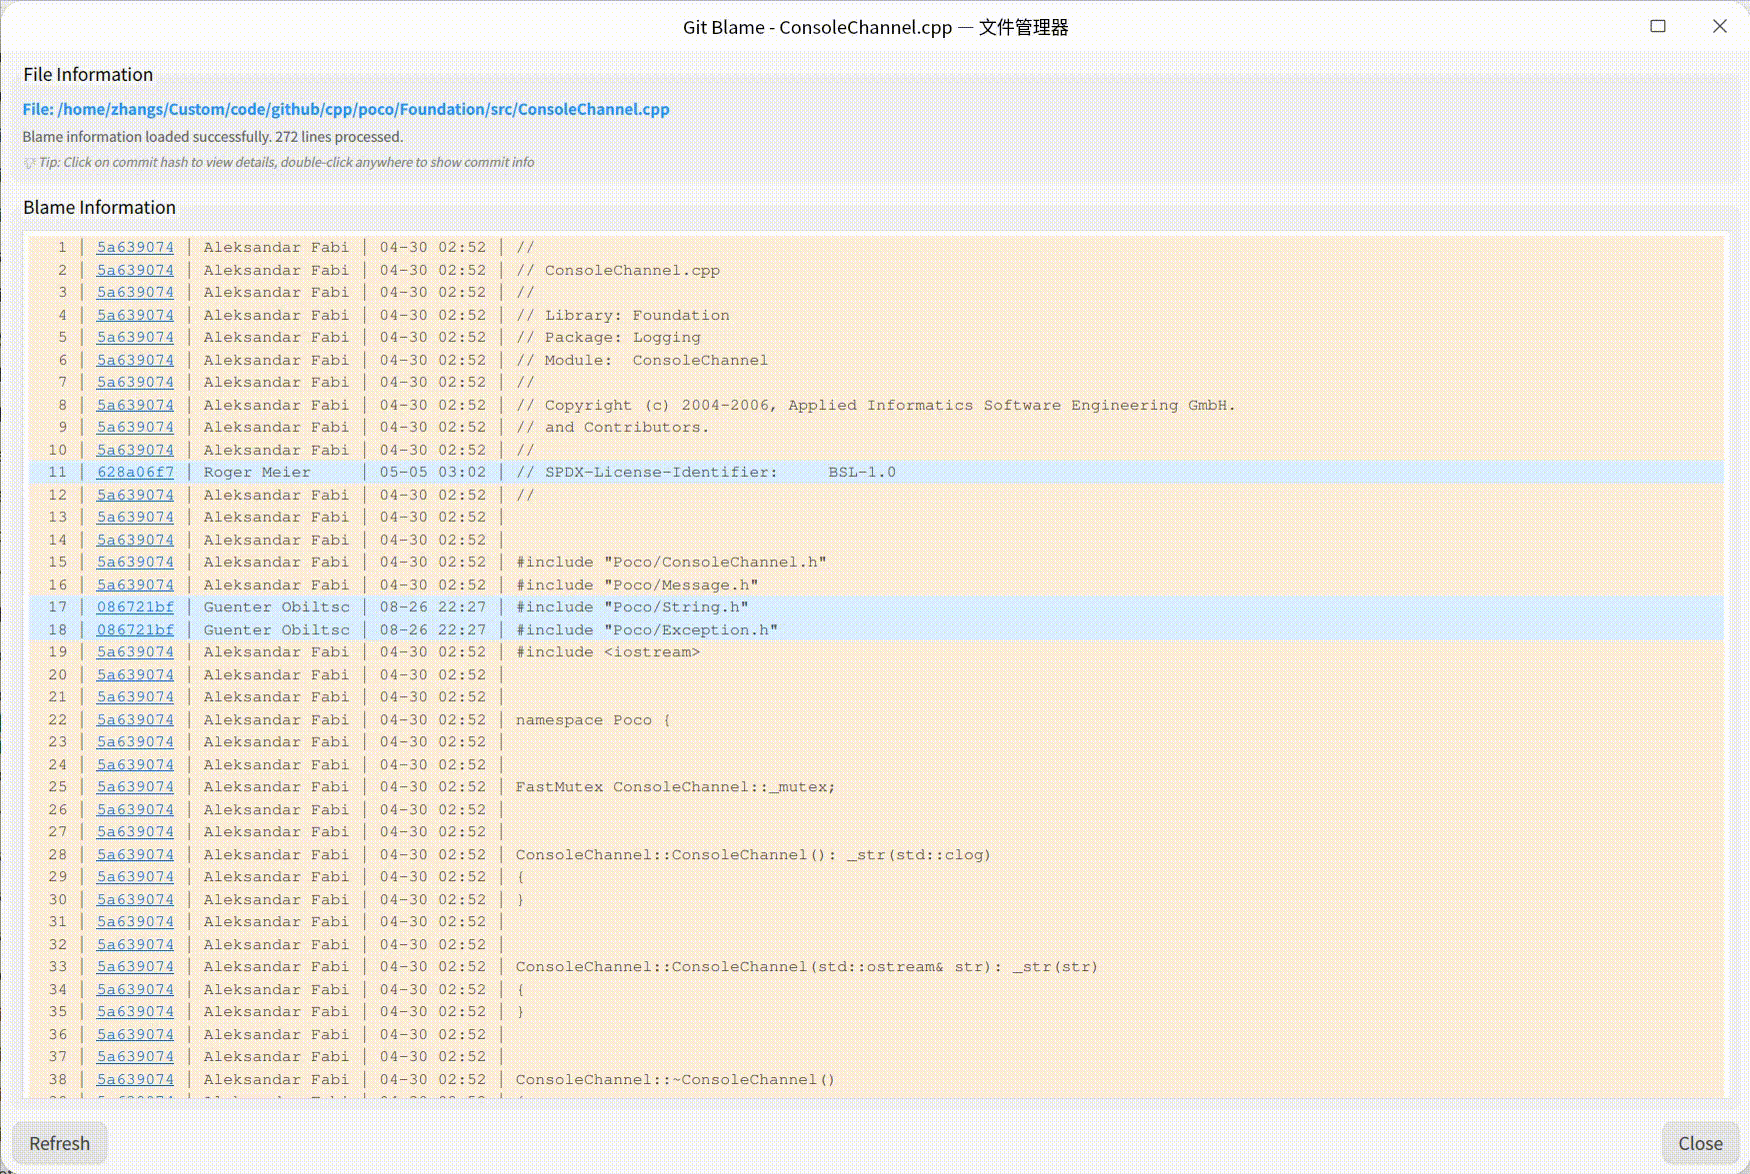 Git Blame - ConsoleChannel.cpp — 文件管理器
File Information
File: /home/zhangs/Custom/code/github/cpp/poco/Foundation/src/ConsoleChannel.cpp
Blame information loaded successfully. 272 lines processed.
💡 Tip: Click on commit hash to view details, double-click anywhere to show commit info
Blame Information
1 | 5a639074 | Aleksandar Fabi | 04-30 02:52 | //
2 | 5a639074 | Aleksandar Fabi | 04-30 02:52 | // ConsoleChannel.cpp
3 | 5a639074 | Aleksandar Fabi | 04-30 02:52 | //
4 | 5a639074 | Aleksandar Fabi | 04-30 02:52 | // Library: Foundation
5 | 5a639074 | Aleksandar Fabi | 04-30 02:52 | // Package: Logging
6 | 5a639074 | Aleksandar Fabi | 04-30 02:52 | // Module:  ConsoleChannel
7 | 5a639074 | Aleksandar Fabi | 04-30 02:52 | //
8 | 5a639074 | Aleksandar Fabi | 04-30 02:52 | // Copyright (c) 2004-2006, Applied Informatics Software Engineering GmbH.
9 | 5a639074 | Aleksandar Fabi | 04-30 02:52 | // and Contributors.
10 | 5a639074 | Aleksandar Fabi | 04-30 02:52 | //
11 | 628a06f7 | Roger Meier     | 05-05 03:02 | // SPDX-License-Identifier:     BSL-1.0
12 | 5a639074 | Aleksandar Fabi | 04-30 02:52 | //
13 | 5a639074 | Aleksandar Fabi | 04-30 02:52 |
14 | 5a639074 | Aleksandar Fabi | 04-30 02:52 |
15 | 5a639074 | Aleksandar Fabi | 04-30 02:52 | #include "Poco/ConsoleChannel.h"
16 | 5a639074 | Aleksandar Fabi | 04-30 02:52 | #include "Poco/Message.h"
17 | 086721bf | Guenter Obiltsc | 08-26 22:27 | #include "Poco/String.h"
18 | 086721bf | Guenter Obiltsc | 08-26 22:27 | #include "Poco/Exception.h"
19 | 5a639074 | Aleksandar Fabi | 04-30 02:52 | #include <iostream>
20 | 5a639074 | Aleksandar Fabi | 04-30 02:52 |
21 | 5a639074 | Aleksandar Fabi | 04-30 02:52 |
22 | 5a639074 | Aleksandar Fabi | 04-30 02:52 | namespace Poco {
23 | 5a639074 | Aleksandar Fabi | 04-30 02:52 |
24 | 5a639074 | Aleksandar Fabi | 04-30 02:52 |
25 | 5a639074 | Aleksandar Fabi | 04-30 02:52 | FastMutex ConsoleChannel::_mutex;
26 | 5a639074 | Aleksandar Fabi | 04-30 02:52 |
27 | 5a639074 | Aleksandar Fabi | 04-30 02:52 |
28 | 5a639074 | Aleksandar Fabi | 04-30 02:52 | ConsoleChannel::ConsoleChannel(): _str(std::clog)
29 | 5a639074 | Aleksandar Fabi | 04-30 02:52 | {
30 | 5a639074 | Aleksandar Fabi | 04-30 02:52 | }
31 | 5a639074 | Aleksandar Fabi | 04-30 02:52 |
32 | 5a639074 | Aleksandar Fabi | 04-30 02:52 |
33 | 5a639074 | Aleksandar Fabi | 04-30 02:52 | ConsoleChannel::ConsoleChannel(std::ostream& str): _str(str)
34 | 5a639074 | Aleksandar Fabi | 04-30 02:52 | {
35 | 5a639074 | Aleksandar Fabi | 04-30 02:52 | }
36 | 5a639074 | Aleksandar Fabi | 04-30 02:52 |
37 | 5a639074 | Aleksandar Fabi | 04-30 02:52 |
38 | 5a639074 | Aleksandar Fabi | 04-30 02:52 | ConsoleChannel::~ConsoleChannel()
Refresh
Close